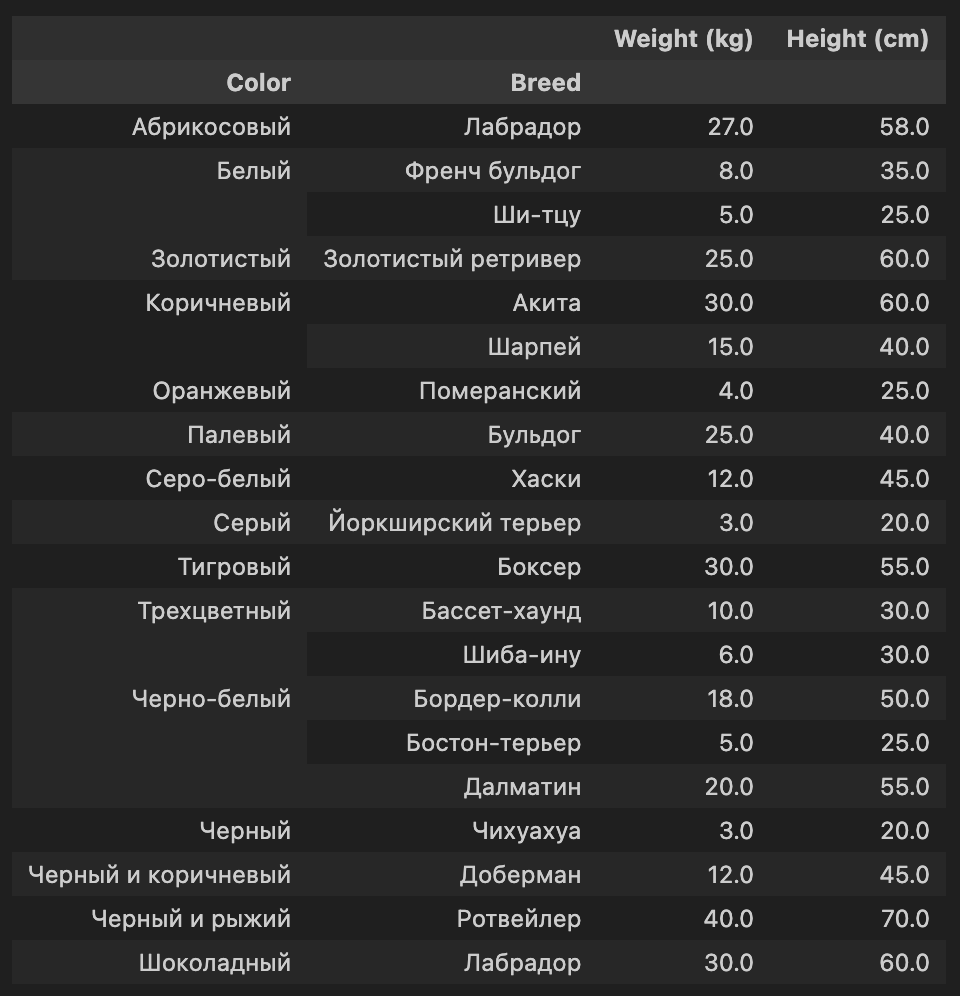 Weight (kg) Height (cm)
Color Breed
Абрикосовый Лабрадор 27.0 58.0
Белый Френч бульдог 8.0 35.0
Ши-тцу 5.0 25.0
Золотистый Золотистый ретривер 25.0 60.0
Коричневый Акита 30.0 60.0
Шарпей 15.0 40.0
Оранжевый Померанский 4.0 25.0
Палевый Бульдог 25.0 40.0
Серо-белый Хаски 12.0 45.0
Серый Йоркширский терьер 3.0 20.0
Тигровый Боксер 30.0 55.0
Трехцветный Бассет-хаунд 10.0 30.0
Шиба-ину 6.0 30.0
Черно-белый Бордер-колли 18.0 50.0
Бостон-терьер 5.0 25.0
Далматин 20.0 55.0
Черный Чихуахуа 3.0 20.0
Черный и коричневый Доберман 12.0 45.0
Черный и рыжий Ротвейлер 40.0 70.0
Шоколадный Лабрадор 30.0 60.0